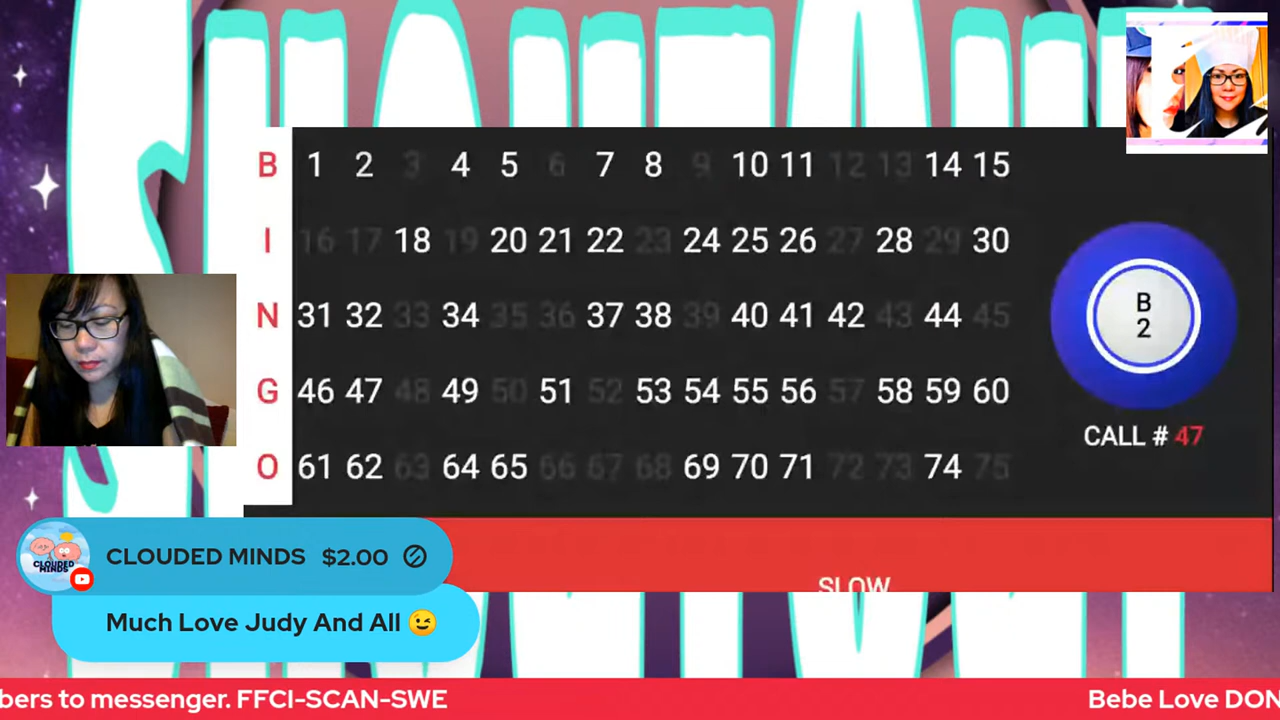 B 1 2 3 4 5 6 7 8 9 10 11 12 13 14 15
I 16 17 18 19 20 21 22 23 24 25 26 27 28 29 30
N 31 32 33 34 35 36 37 38 39 40 41 42 43 44 45
G 46 47 48 49 50 51 52 53 54 55 56 57 58 59 60
O 61 62 63 64 65 66 67 68 69 70 71 72 73 74 75
B
2
CALL # 47
SLOW
CLOUDED MINDS $2.00
CLOUDED
MINDS
Much Love Judy And All 😉
bers to messenger. FFCI-SCAN-SWE
Bebe Love DON